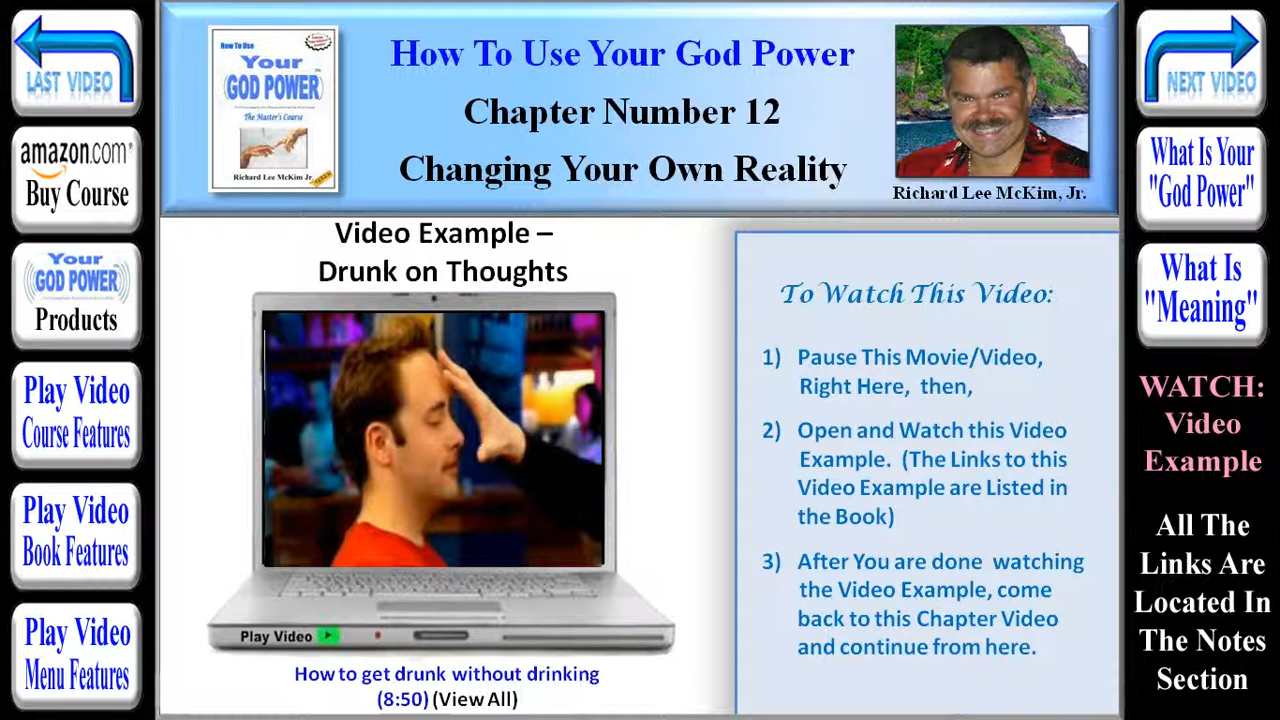 LAST VIDEO
amazon.com
Buy Course
Your
GOD POWER
Products
Play Video
Course Features
Play Video
Book Features
Play Video
Menu Features
How To Use
Your
GOD POWER
The Master's Course
Richard Lee McKim Jr.
How To Use Your God Power
Chapter Number 12
Changing Your Own Reality
Richard Lee McKim, Jr.
Video Example –
Drunk on Thoughts
Play Video
How to get drunk without drinking
(8:50) (View All)
To Watch This Video:
1) Pause This Movie/Video,
Right Here, then,
2) Open and Watch this Video
Example. (The Links to this
Video Example are Listed in
the Book)
3) After You are done watching
the Video Example, come
back to this Chapter Video
and continue from here.
NEXT VIDEO
What Is Your
"God Power"
What Is
"Meaning"
WATCH:
Video
Example
All The
Links Are
Located In
The Notes
Section